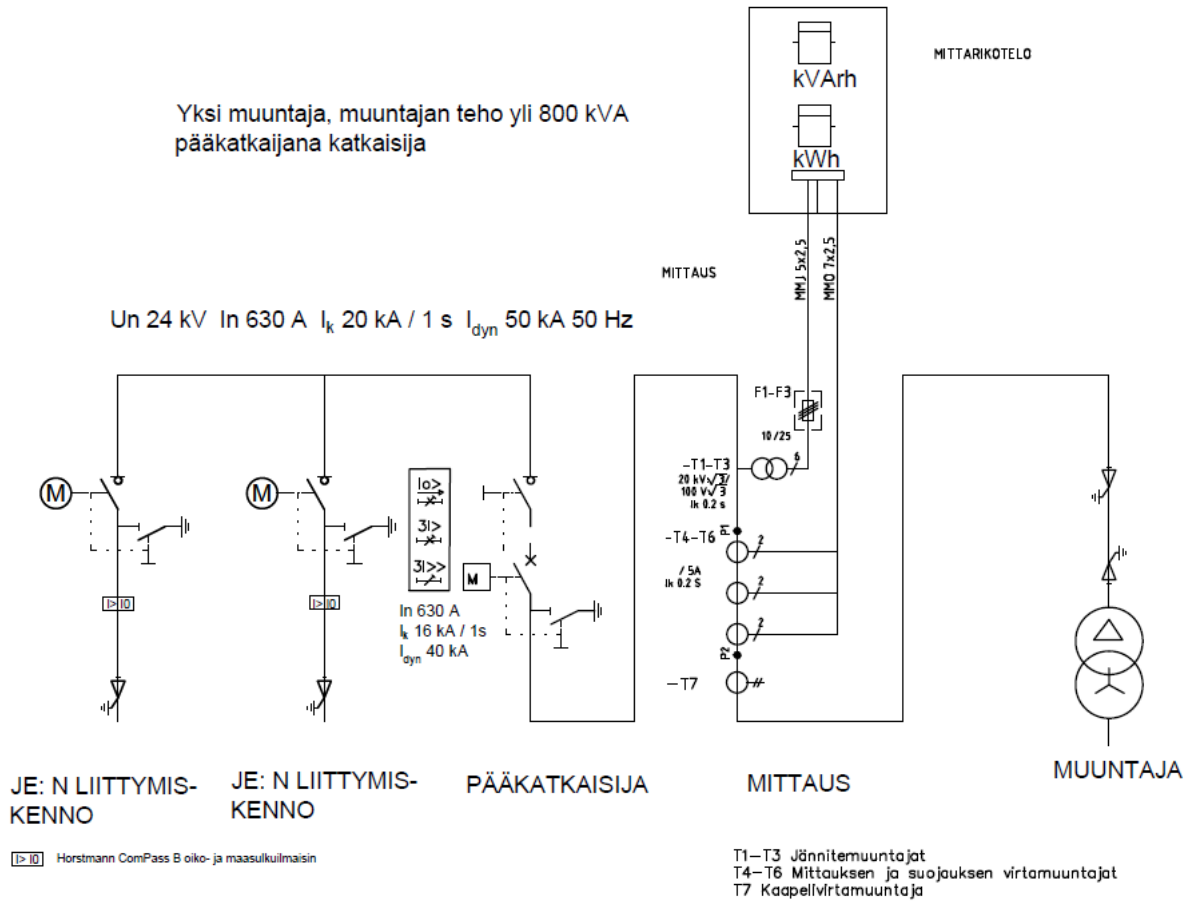 kVArh
kWh
MITTARIKOTELO
Yksi muuntaja, muuntajan teho yli 800 kVA
pääkatkaijana katkaisija
MMJ 5x2,5
MMO 7x2,5
MITTAUS
Un 24 kV In 630 A Ik 20 kA / 1 s Idyn 50 kA 50 Hz
F1-F3
10/25
6
-T1-T3
20 kV√3/
100 V√3
Ik 0.2 s
M
M
Io>
3I>
3I>>
M
In 630 A
Ik 16 kA / 1s
Idyn 40 kA
P1
-T4-T6
2
/ 5A
Ik 0.2 S
2
2
P2
-T7
I> I0
I> I0
JE: N LIITTYMIS-
KENNO
JE: N LIITTYMIS-
KENNO
PÄÄKATKAISIJA
MITTAUS
MUUNTAJA
I> I0 Horstmann ComPass B oiko- ja maasulkuilmaisin
T1-T3 Jännitemuuntajat
T4-T6 Mittauksen ja suojauksen virtamuuntajat
T7 Kaapelivirtamuuntaja